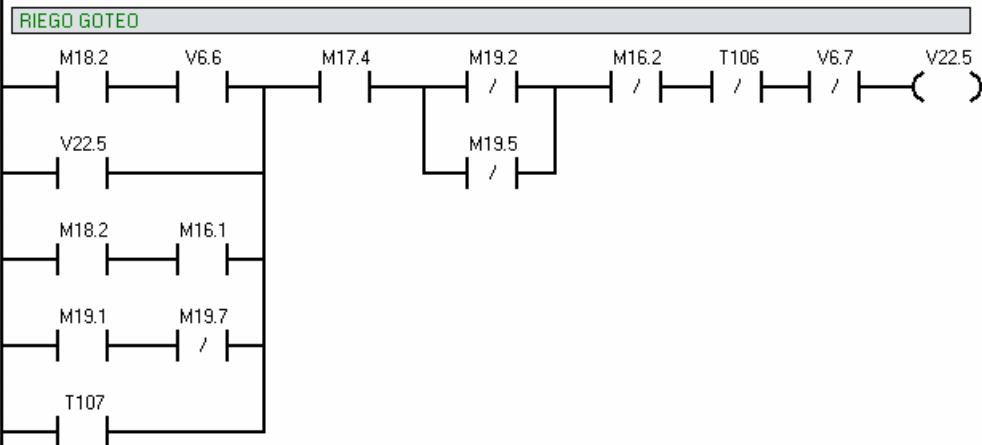 RIEGO GOTEO
M18.2 V6.6 M17.4 M19.2 M16.2 T106 V6.7 V22.5
/ / / /
V22.5 M19.5
/
M18.2 M16.1
M19.1 M19.7
/
T107